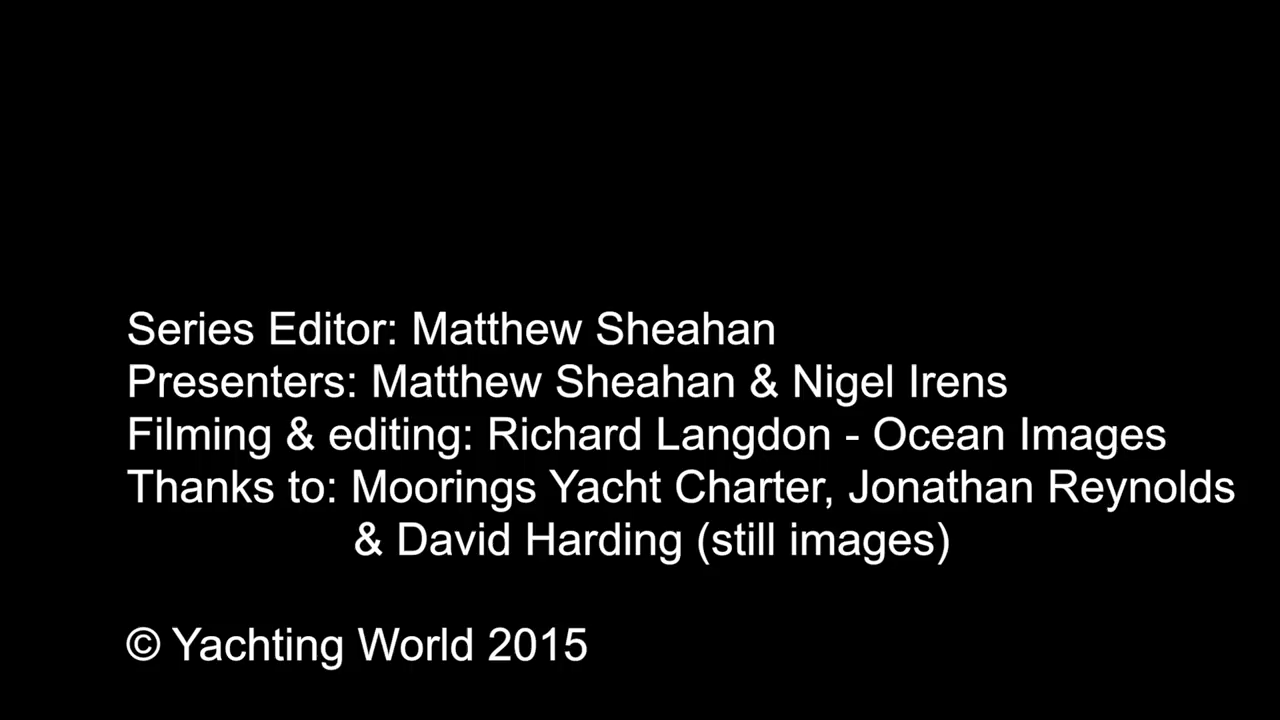 Series Editor: Matthew Sheahan
Presenters: Matthew Sheahan & Nigel Irens
Filming & editing: Richard Langdon - Ocean Images
Thanks to: Moorings Yacht Charter, Jonathan Reynolds
& David Harding (still images)
© Yachting World 2015